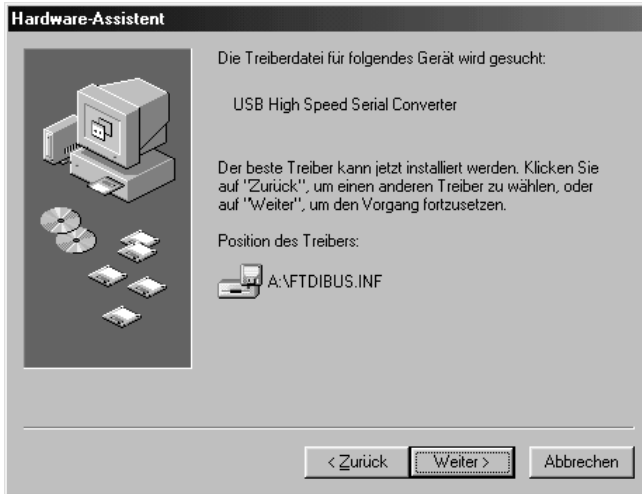 Hardware-Assistent
Die Treiberdatei für folgendes Gerät wird gesucht:
USB High Speed Serial Converter
Der beste Treiber kann jetzt installiert werden. Klicken Sie
auf "Zurück", um einen anderen Treiber zu wählen, oder
auf "Weiter", um den Vorgang fortzusetzen.
Position des Treibers:
A:\FTDIBUS.INF
< Zurück
Weiter >
Abbrechen